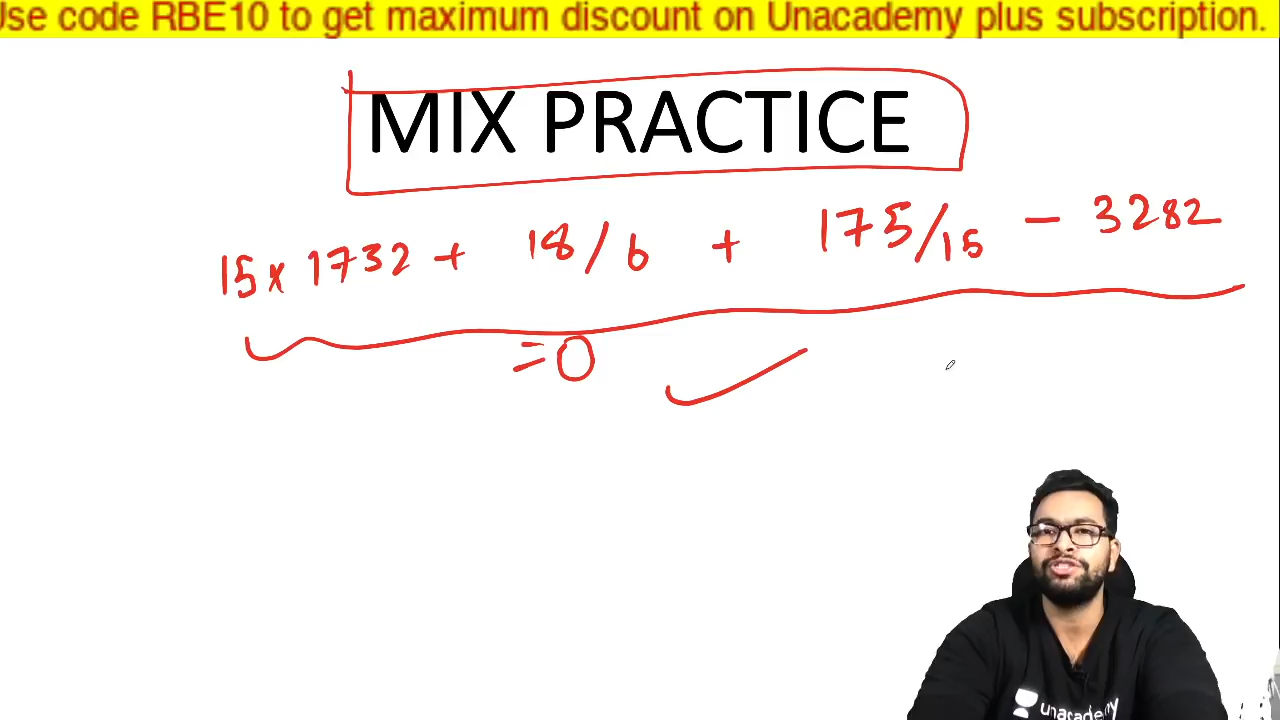 Use code RBE10 to get maximum discount on Unacademy plus subscription.
MIX PRACTICE
15 x 1732 + 18/6 + 175/15 - 3282
=0
unacademy